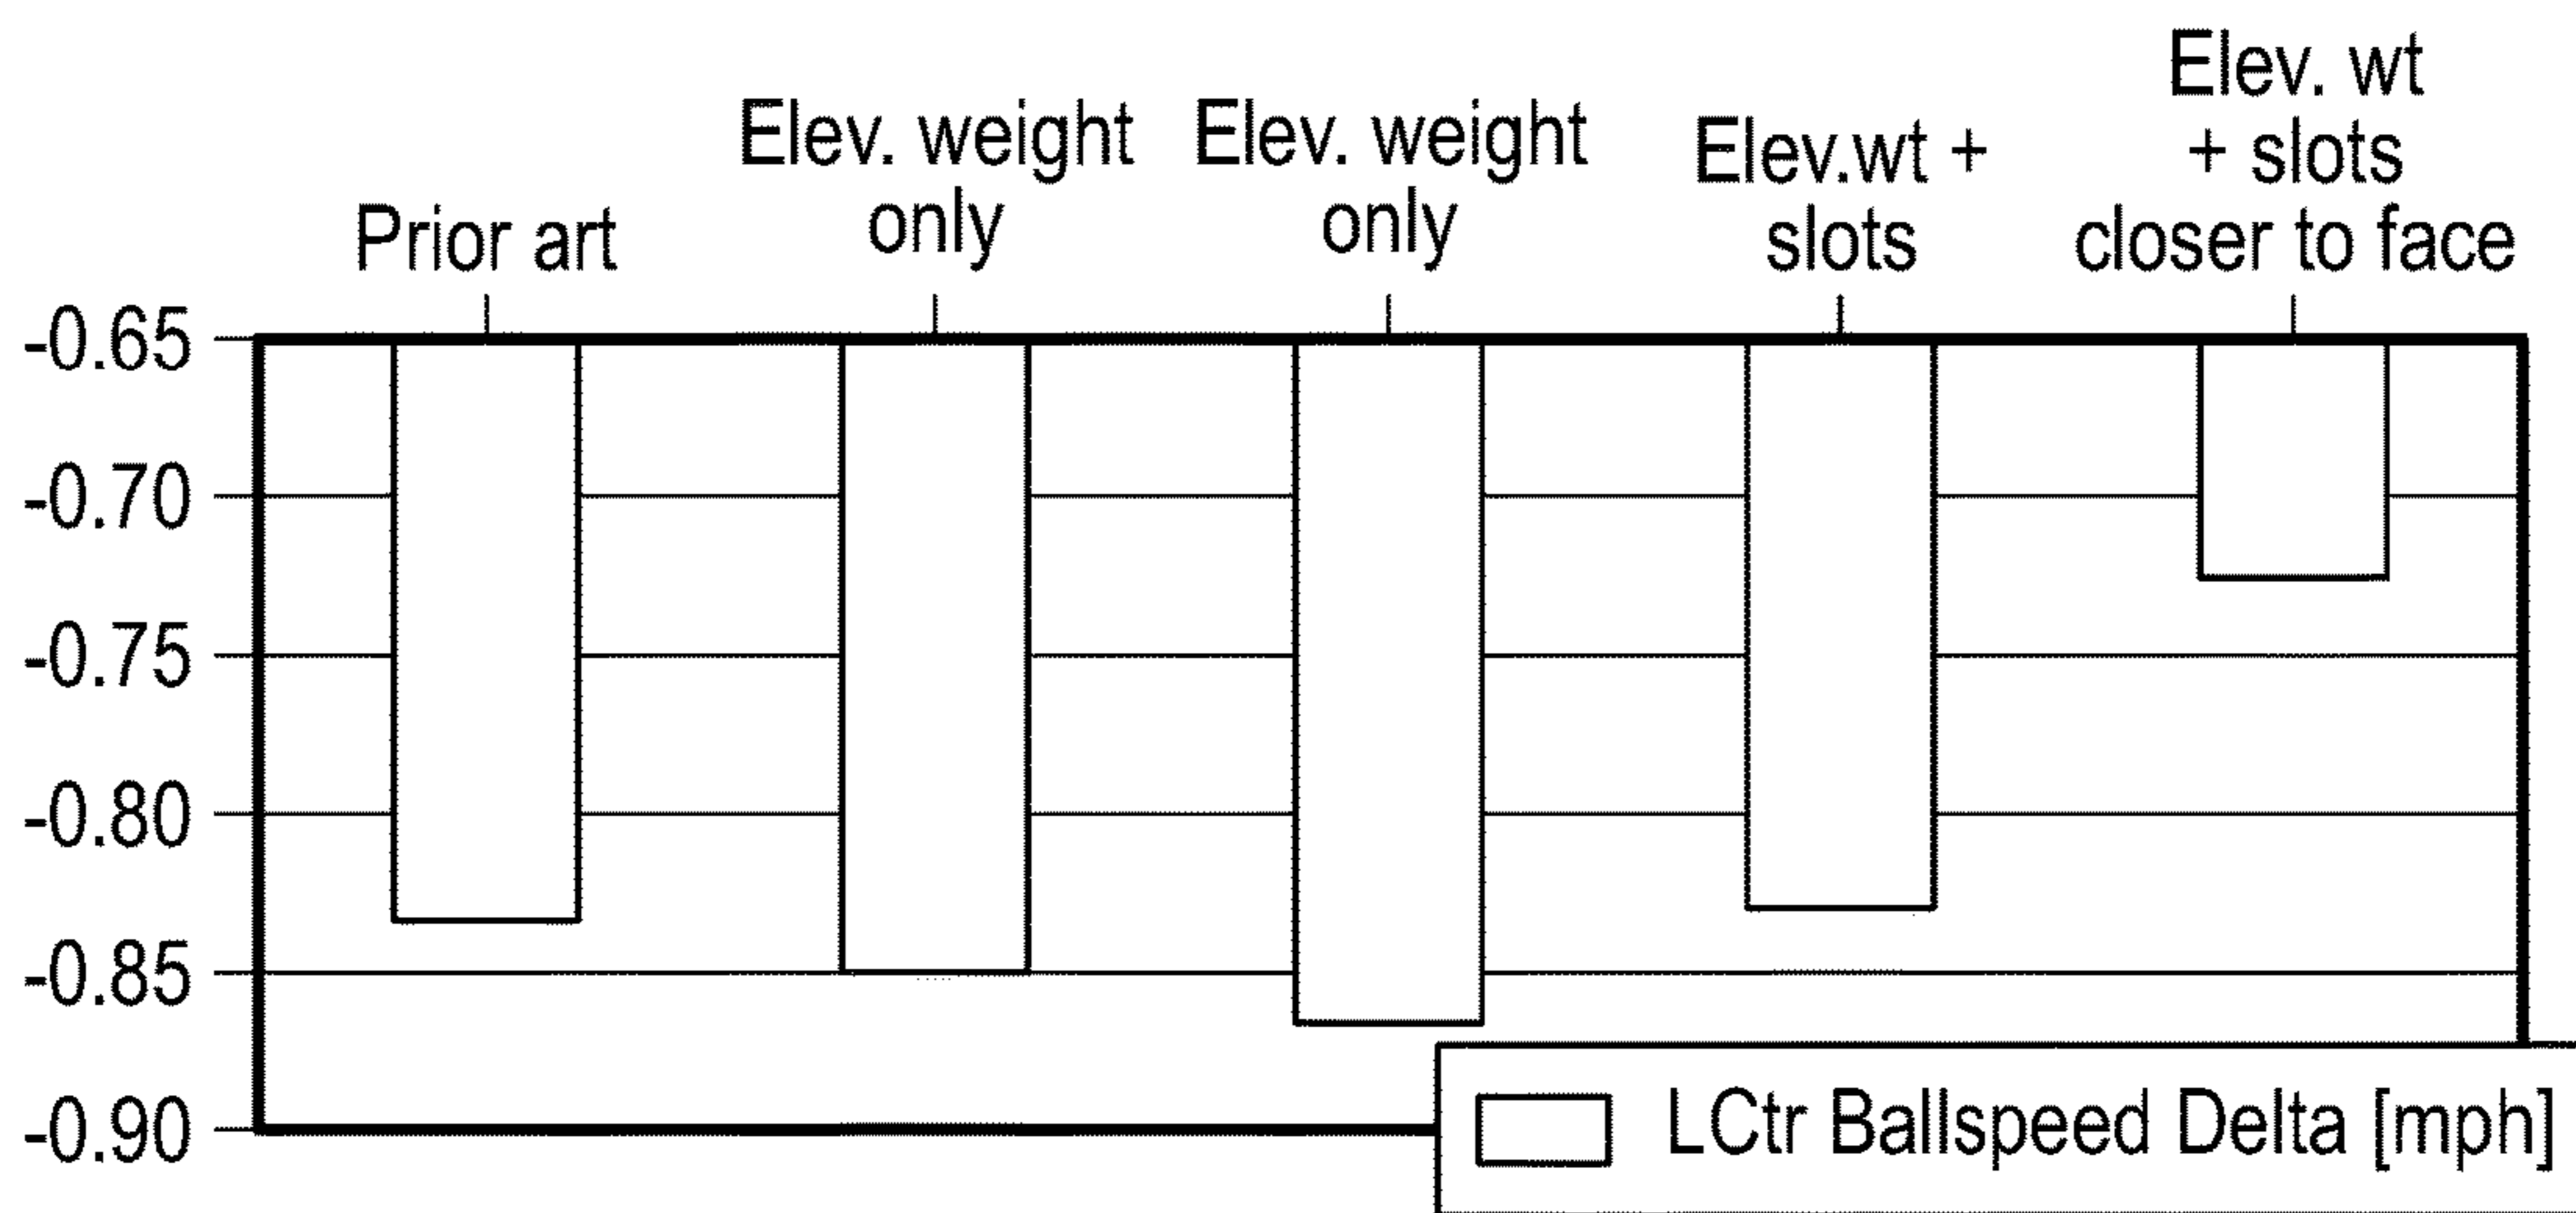 Prior art
Elev. weight
only
Elev. weight
only
Elev.wt +
slots
Elev. wt
+ slots
closer to face
-0.65
-0.70
-0.75
-0.80
-0.85
-0.90
LCtr Ballspeed Delta [mph]